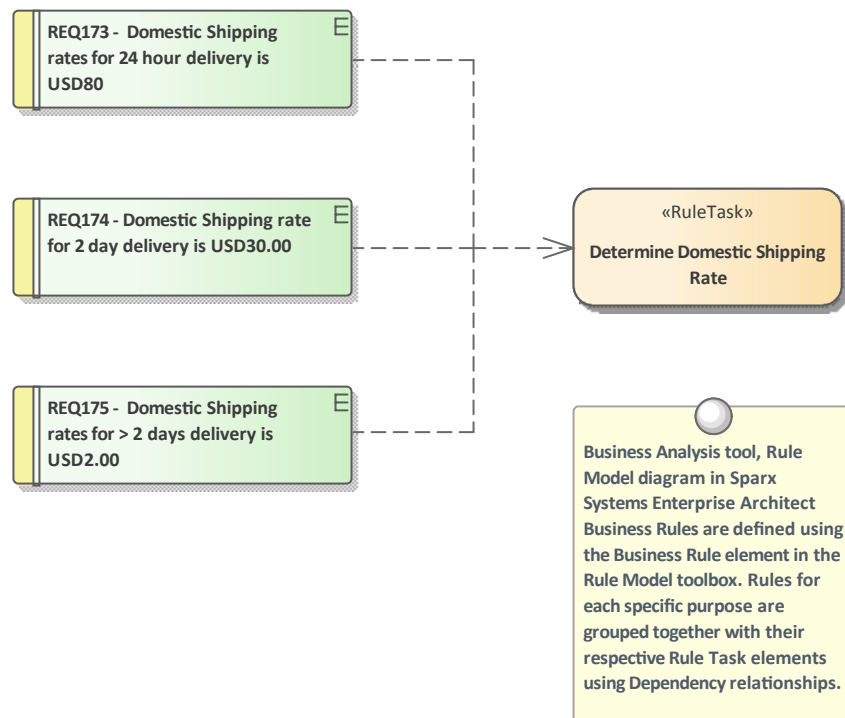 REQ173 -  Domestic Shipping
rates for 24 hour delivery is
USD80
E
REQ174 - Domestic Shipping rate
for 2 day delivery is USD30.00
E
REQ175 -  Domestic Shipping
rates for > 2 days delivery is
USD2.00
E
«RuleTask»
Determine Domestic Shipping
Rate
Business Analysis tool, Rule
Model diagram in Sparx
Systems Enterprise Architect
Business Rules are defined using
the Business Rule element in the
Rule Model toolbox. Rules for
each specific purpose are
grouped together with their
respective Rule Task elements
using Dependency relationships.